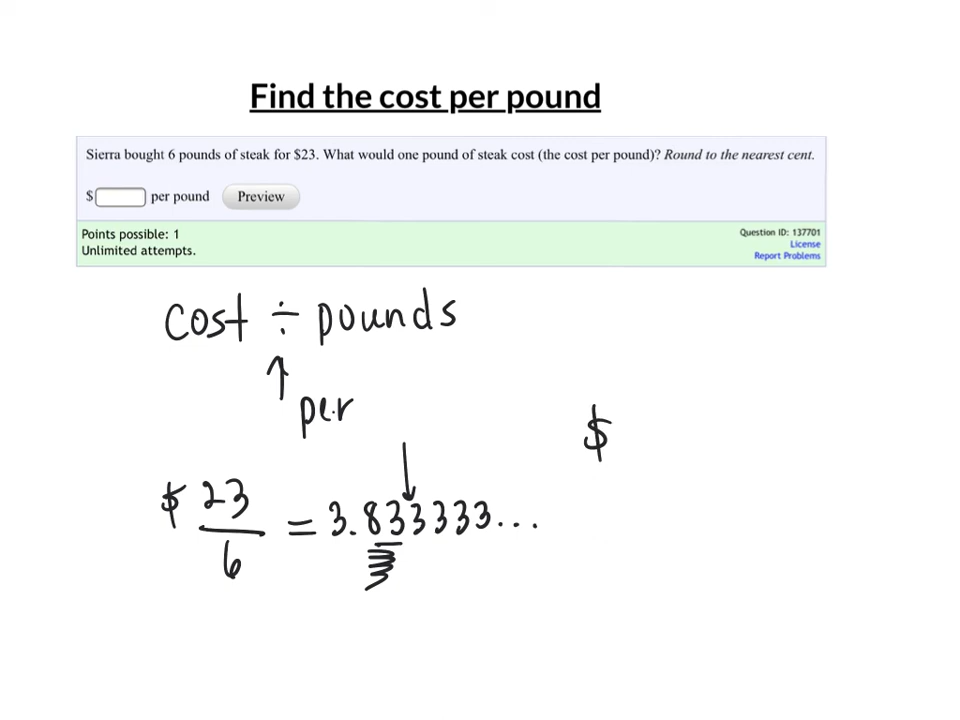 Find the cost per pound
Sierra bought 6 pounds of steak for $23. What would one pound of steak cost (the cost per pound)? Round to the nearest cent.
$ per pound Preview
Points possible: 1
Unlimited attempts.
Question ID: 137701
License
Report Problems
cost ÷ pounds
↑
per
$
$ 23/6 = 3.833333...